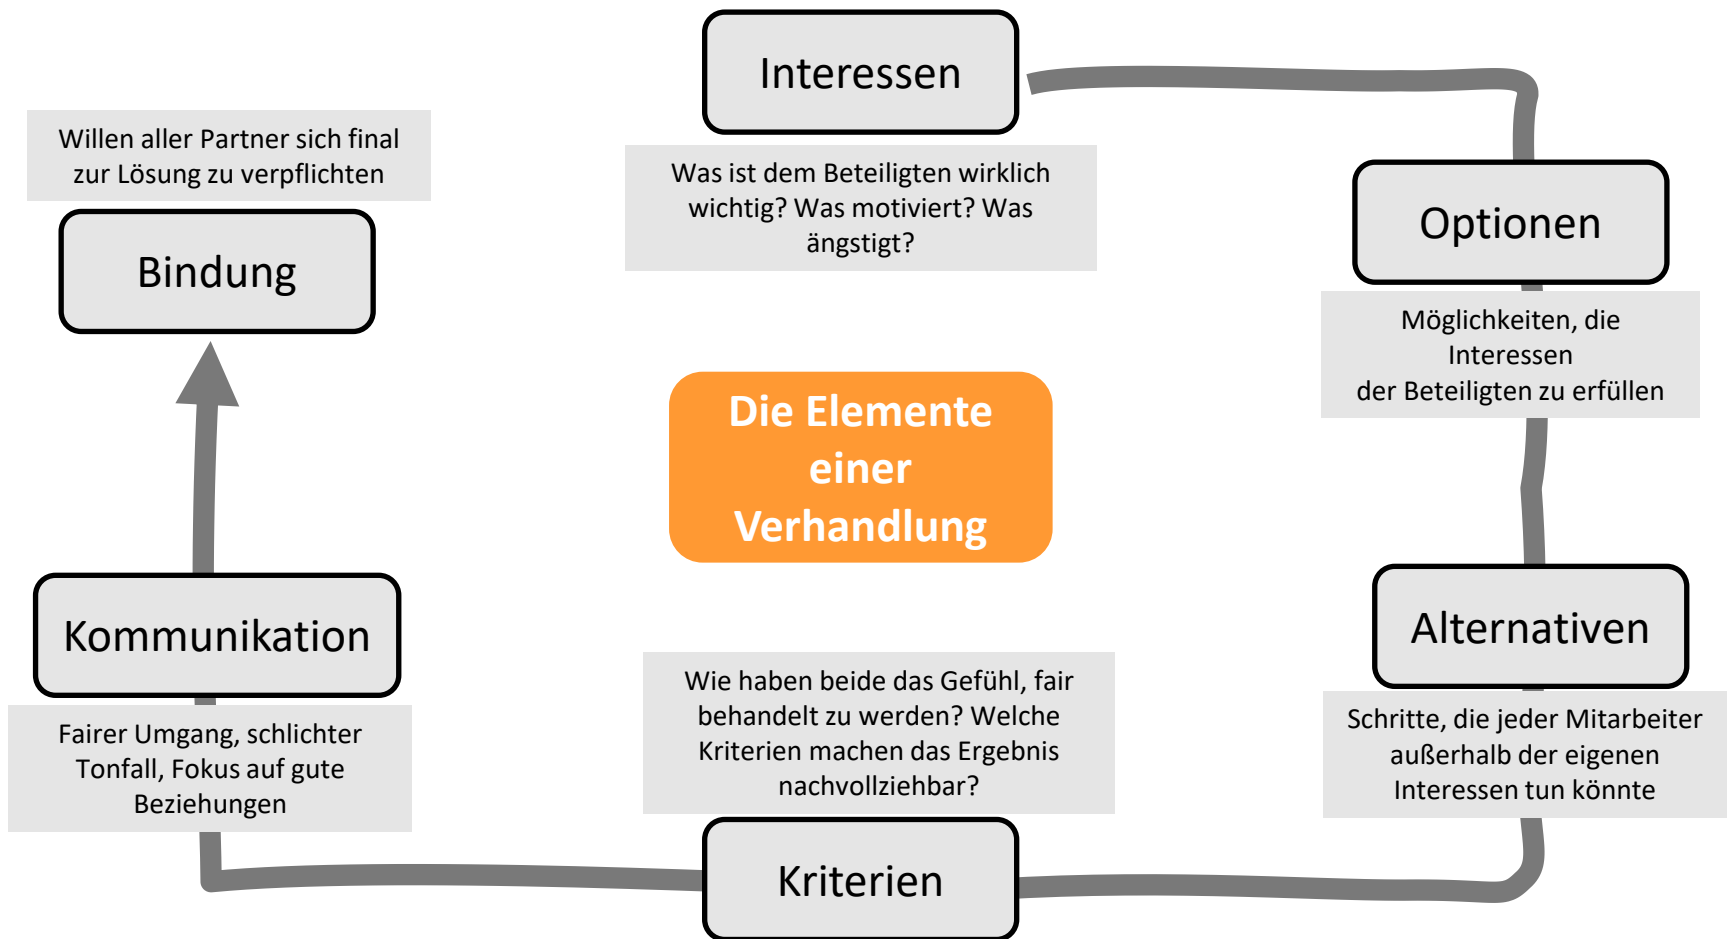 Interessen
Was ist dem Beteiligten wirklich
wichtig? Was motiviert? Was
ängstigt?
Optionen
Möglichkeiten, die
Interessen
der Beteiligten zu erfüllen
Alternativen
Schritte, die jeder Mitarbeiter
außerhalb der eigenen
Interessen tun könnte
Wie haben beide das Gefühl, fair
behandelt zu werden? Welche
Kriterien machen das Ergebnis
nachvollziehbar?
Kriterien
Kommunikation
Fairer Umgang, schlichter
Tonfall, Fokus auf gute
Beziehungen
Willen aller Partner sich final
zur Lösung zu verpflichten
Bindung
Die Elemente
einer
Verhandlung